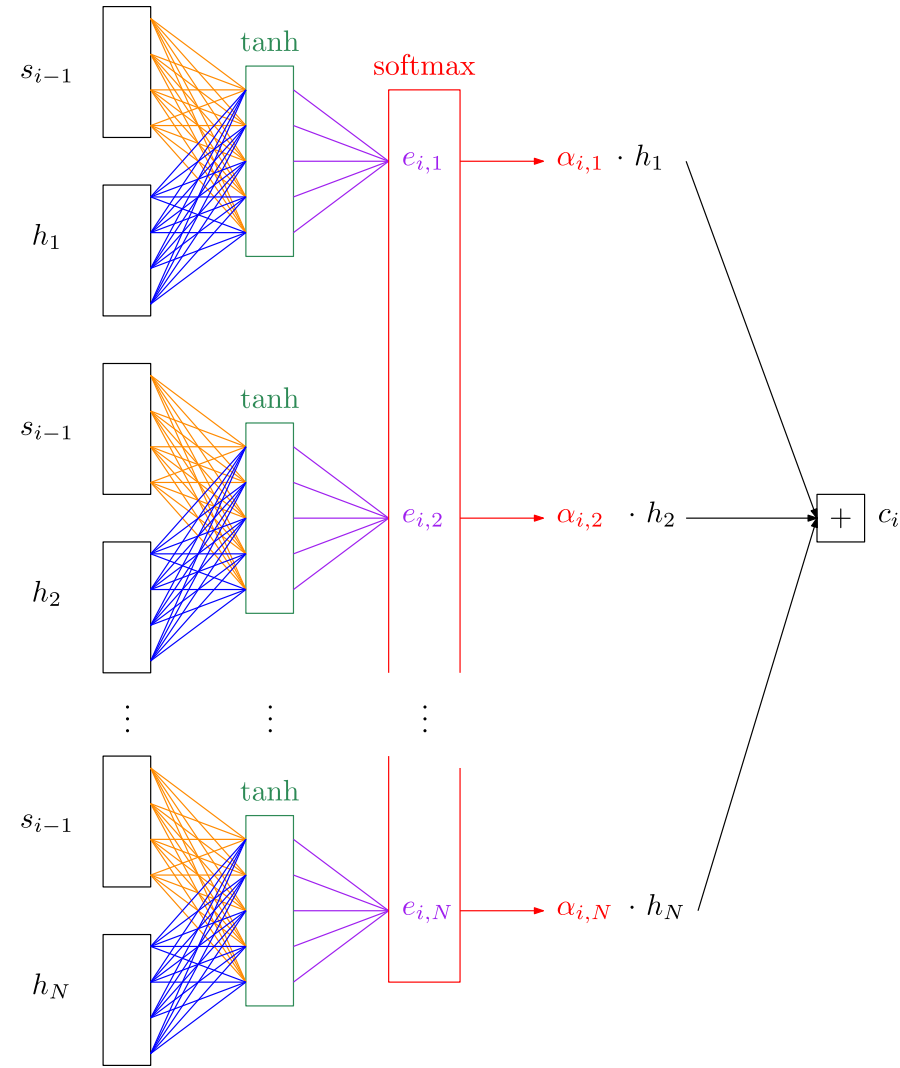 tanh
softmax
s_{i−1}
e_{i,1}
α_{i,1} · h_1
h_1
tanh
s_{i−1}
e_{i,2}
α_{i,2} · h_2
+
c_i
h_2
⋮ ⋮ ⋮
tanh
s_{i−1}
e_{i,N}
α_{i,N} · h_N
h_N